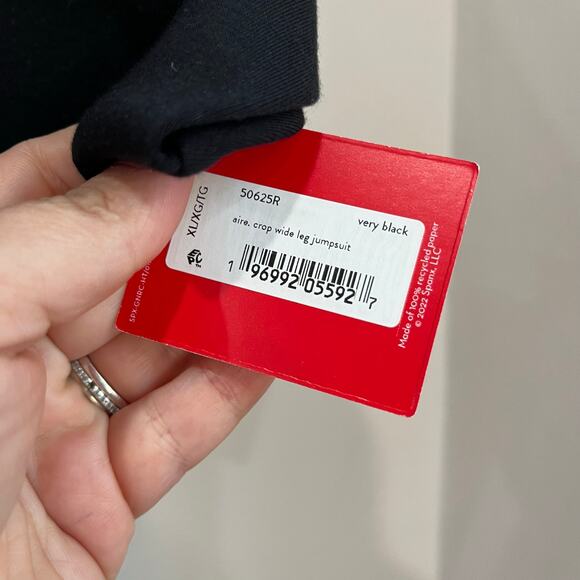 XL/XG/TG
50625R
very black
aire. crop wide leg jumpsuit
1 96992 05592 7
Made of 100% recycled paper
© 2022 Spanx, LLC